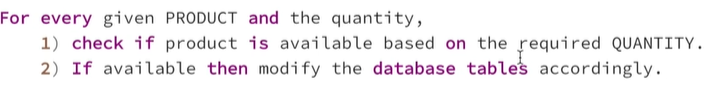 For every given PRODUCT and the quantity,
1) check if product is available based on the required QUANTITY.
2) If available then modify the database tables accordingly.